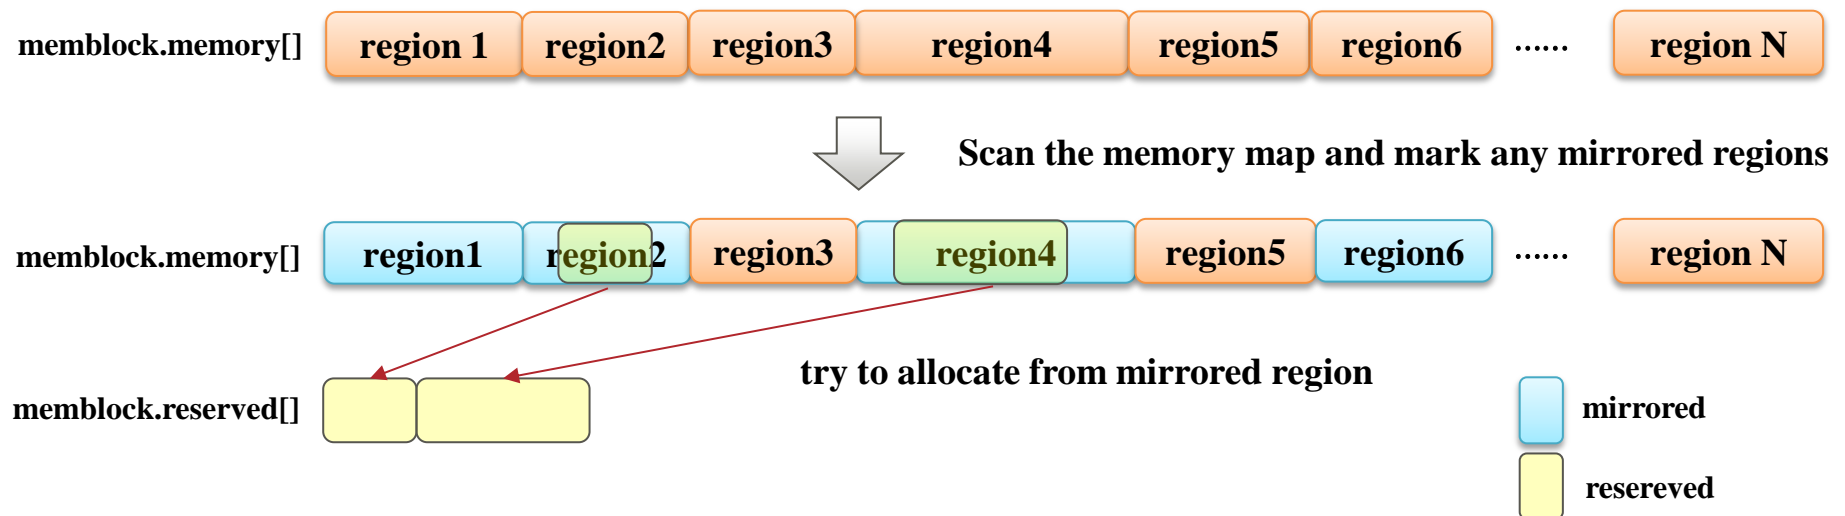 memblock.memory[] region 1 region2 region3 region4 region5 region6 ...... region N
Scan the memory map and mark any mirrored regions
memblock.memory[] region1 region2 region3 region4 region5 region6 ...... region N
try to allocate from mirrored region
memblock.reserved[]
mirrored
resereved